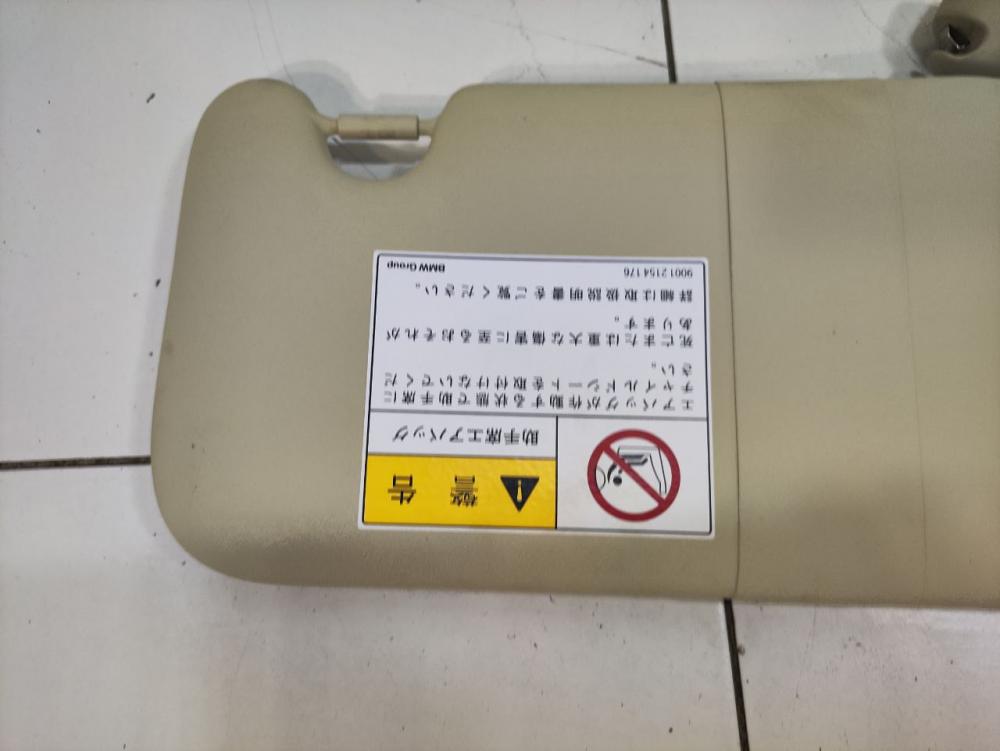 警告
助手席エアバッグ
エアバッグが作動する状態で助手席に
チャイルドシートを取付けないでくだ
さい。
死亡または重大な傷害に至るおそれが
あります。
詳細は取扱説明書をご覧ください。
90012154176 BMW Group